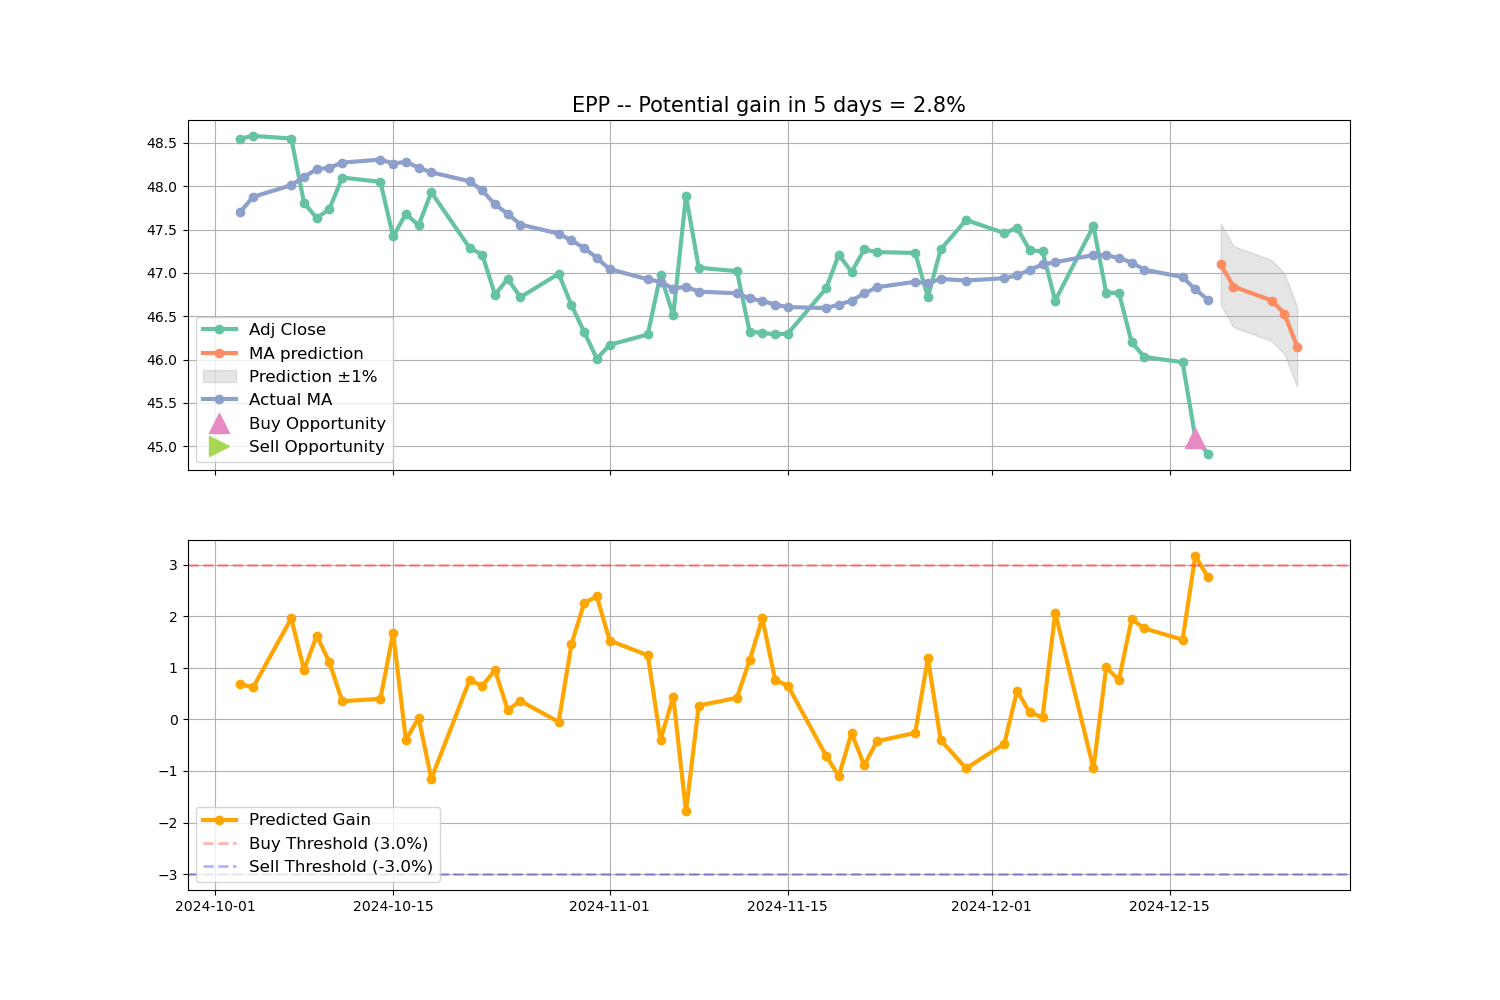 EPP -- Potential gain in 5 days = 2.8%
48.5
48.0
47.5
47.0
46.5
46.0
45.5
45.0
Adj Close
MA prediction
Prediction ±1%
Actual MA
Buy Opportunity
Sell Opportunity
3
2
1
0
−1
−2
−3
Predicted Gain
Buy Threshold (3.0%)
Sell Threshold (-3.0%)
2024-10-01
2024-10-15
2024-11-01
2024-11-15
2024-12-01
2024-12-15